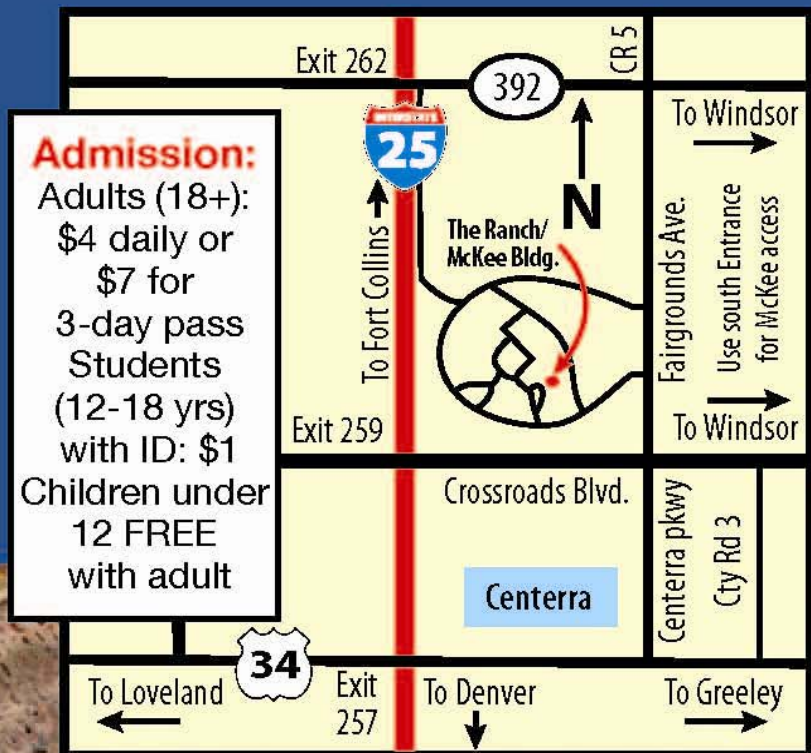 Admission:
Adults (18+):
$4 daily or
$7 for
3-day pass
Students
(12-18 yrs)
with ID: $1
Children under
12 FREE
with adult
Exit 262
392
CR 5
INTERSTATE
25
To Windsor
N
The Ranch/
McKee Bldg.
To Fort Collins
Fairgrounds Ave.
Use south Entrance
for McKee access
Exit 259
To Windsor
Crossroads Blvd.
Centerra
Centerra pkwy
Cty Rd 3
34
To Loveland
Exit
257
To Denver
To Greeley